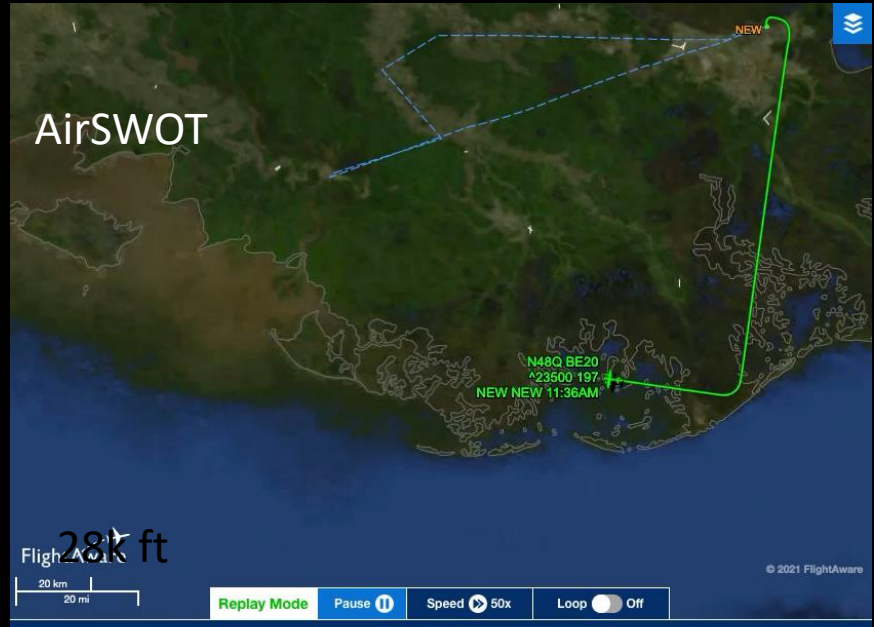 NEW
AirSWOT
N48Q BE20
^23500 197
NEW NEW 11:36AM
28k ft
FlightAware
20 km
20 mi
© 2021 FlightAware
Replay Mode
Pause
Speed 50x
Loop Off